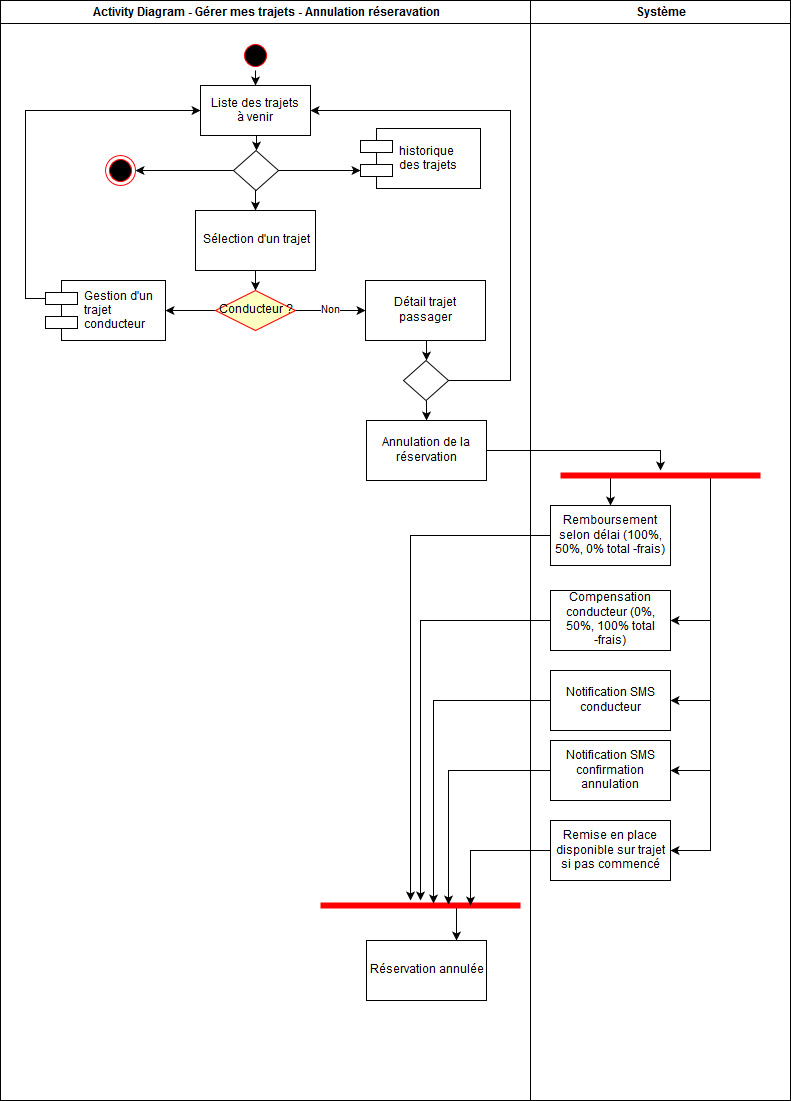 Activity Diagram - Gérer mes trajets - Annulation réseravation
Système
Liste des trajets
à venir
historique
des trajets
Sélection d'un trajet
Gestion d'un
trajet
conducteur
Conducteur ?
Non
Détail trajet
passager
Annulation de la
réservation
Remboursement
selon délai (100%,
50%, 0% total -frais)
Compensation
conducteur (0%,
50%, 100% total
-frais)
Notification SMS
conducteur
Notification SMS
confirmation
annulation
Remise en place
disponible sur trajet
si pas commencé
Réservation annulée